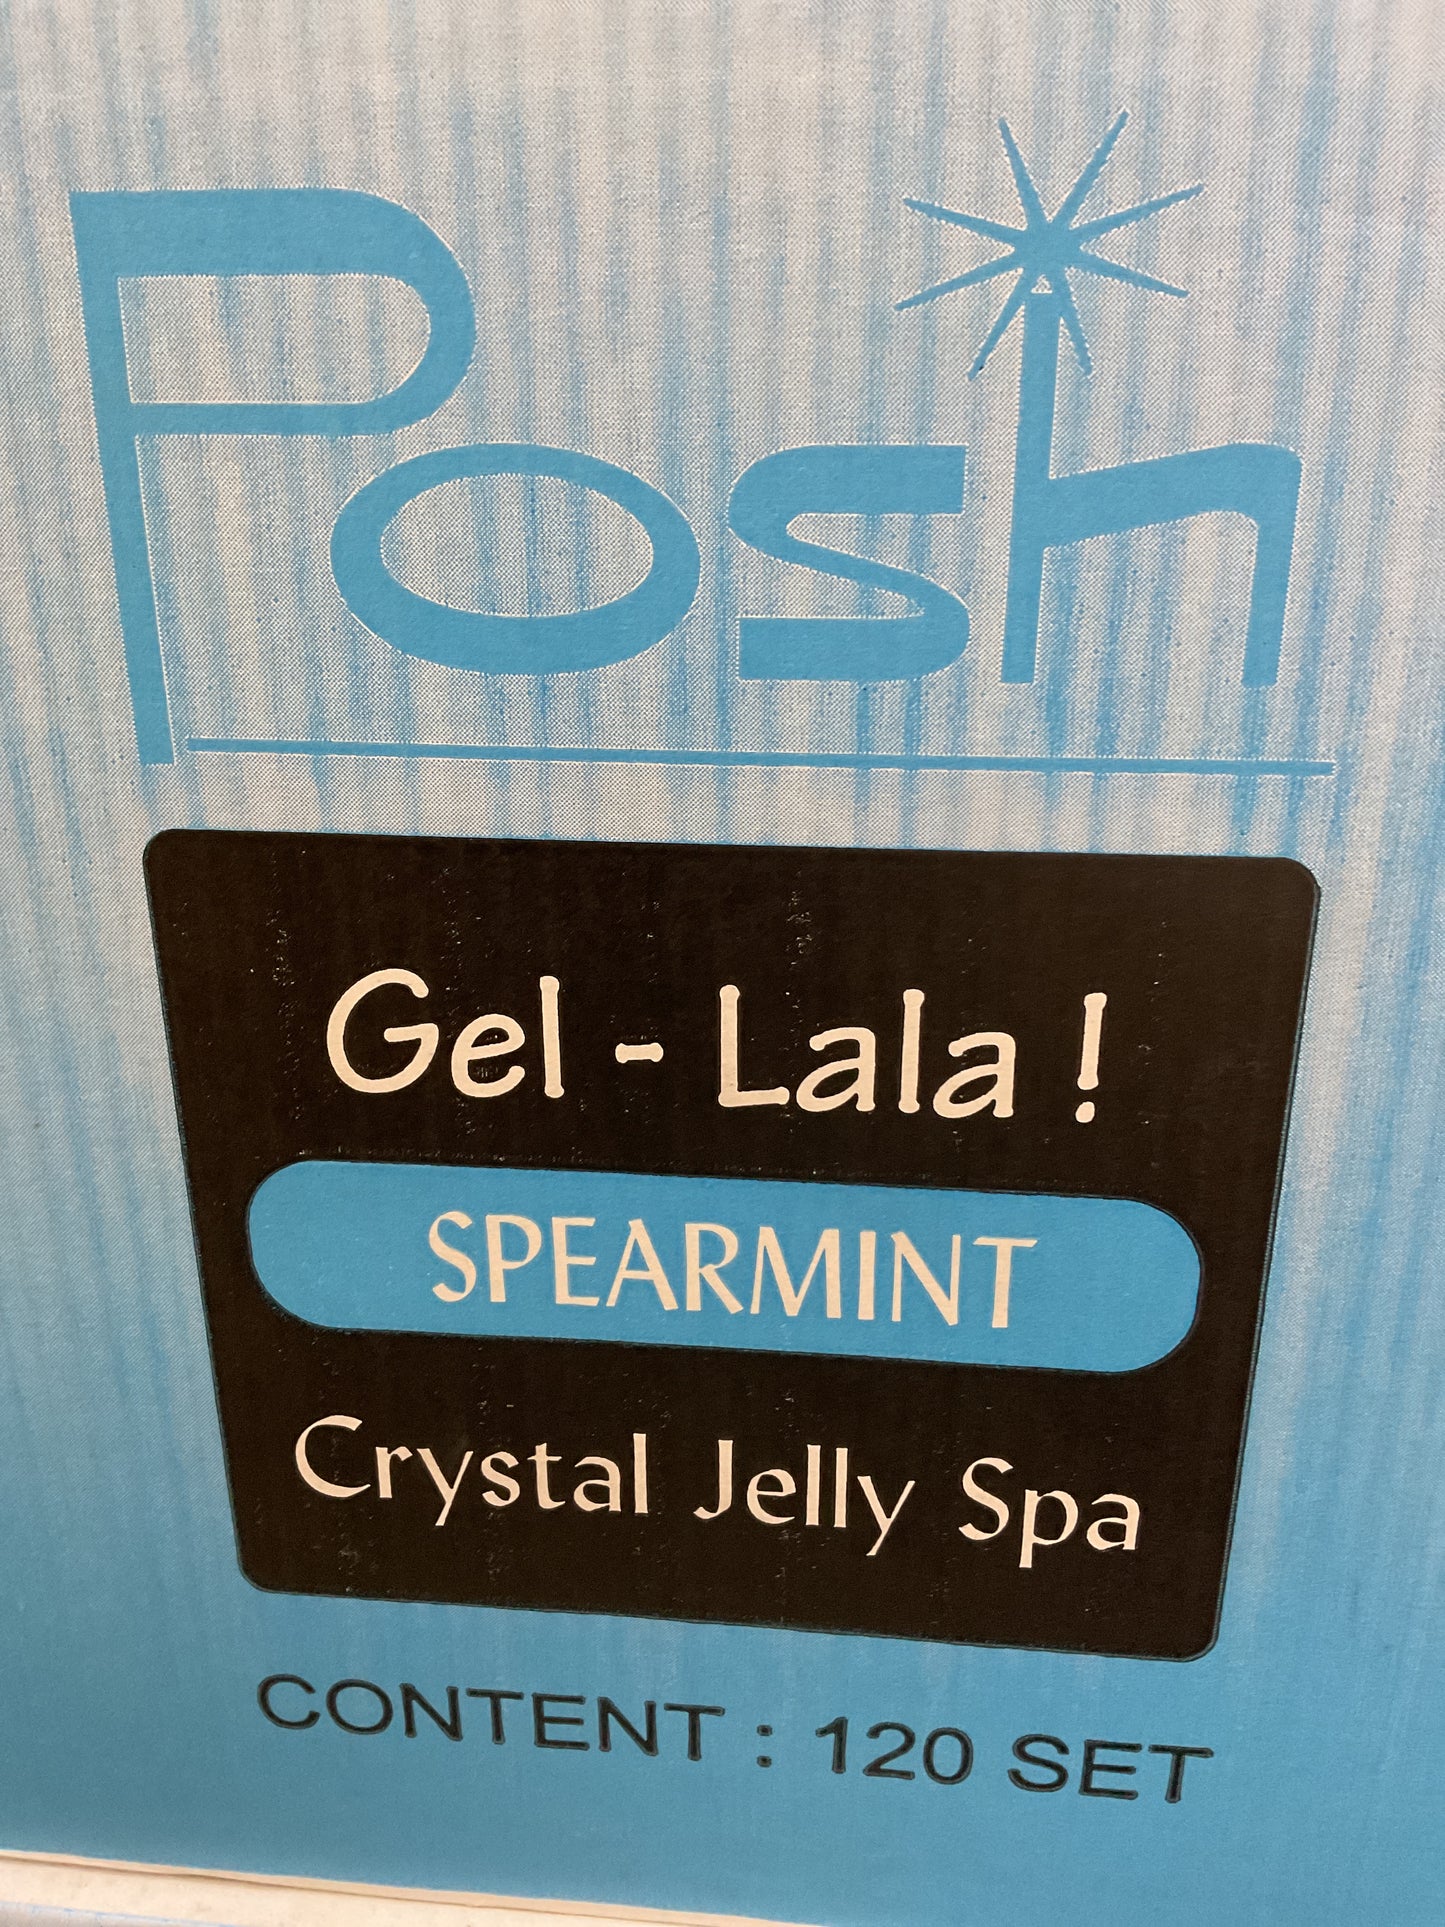 Posh
Gel - Lala !
SPEARMINT
Crystal Jelly Spa
CONTENT : 120 SET